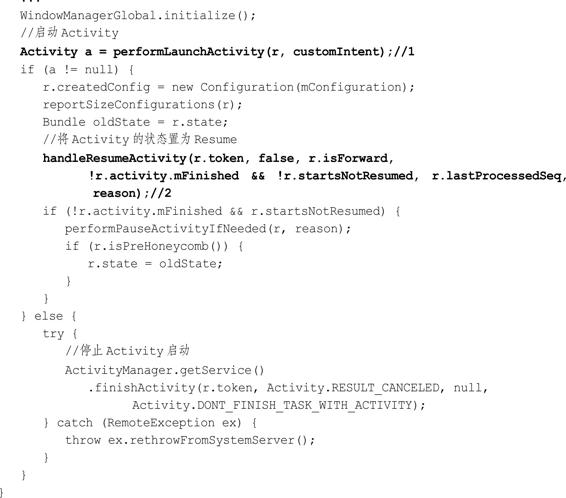 ...
WindowManagerGlobal.initialize();
//启动 Activity
Activity a = performLaunchActivity(r, customIntent);//1
if (a != null) {
r.createdConfig = new Configuration(mConfiguration);
reportSizeConfigurations(r);
Bundle oldState = r.state;
//将 Activity 的状态置为 Resume
handleResumeActivity(r.token, false, r.isForward,
!r.activity.mFinished && !r.startsNotResumed, r.lastProcessedSeq,
reason);//2
if (!r.activity.mFinished && r.startsNotResumed) {
performPauseActivityIfNeeded(r, reason);
if (r.isPreHoneycomb()) {
r.state = oldState;
}
}
} else {
try {
//停止 Activity 启动
ActivityManager.getService()
.finishActivity(r.token, Activity.RESULT_CANCELED, null,
Activity.DONT_FINISH_TASK_WITH_ACTIVITY);
} catch (RemoteException ex) {
throw ex.rethrowFromSystemServer();
}
}
}